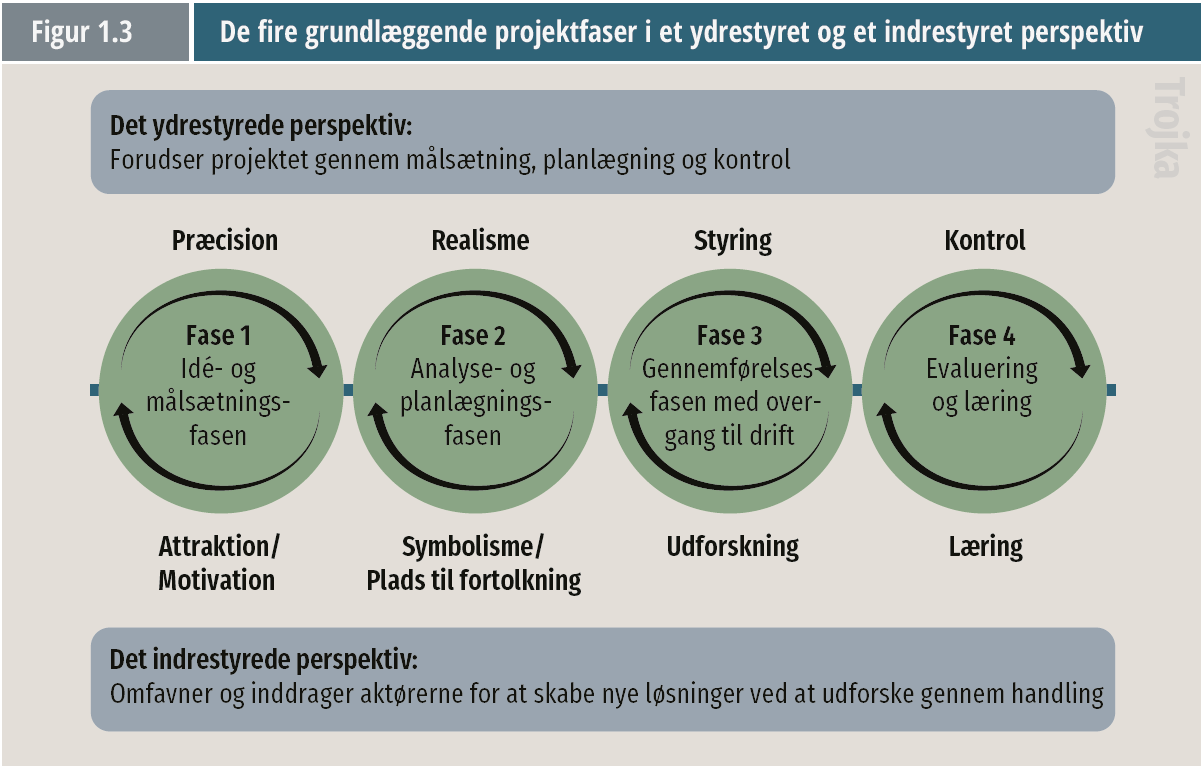 Figur 1.3
De fire grundlæggende projektfaser i et ydrestyret og et indrestyret perspektiv
Trojka
Det ydrestyrede perspektiv:
Forudser projektet gennem målsætning, planlægning og kontrol
Præcision
Realisme
Styring
Kontrol
Fase 1
Idé- og
målsætnings-
fasen
Fase 2
Analyse- og
planlægnings-
fasen
Fase 3
Gennemførelses-
fasen med over-
gang til drift
Fase 4
Evaluering
og læring
Attraktion/
Motivation
Symbolisme/
Plads til fortolkning
Udforskning
Læring
Det indrestyrede perspektiv:
Omfavner og inddrager aktørerne for at skabe nye løsninger ved at udforske gennem handling